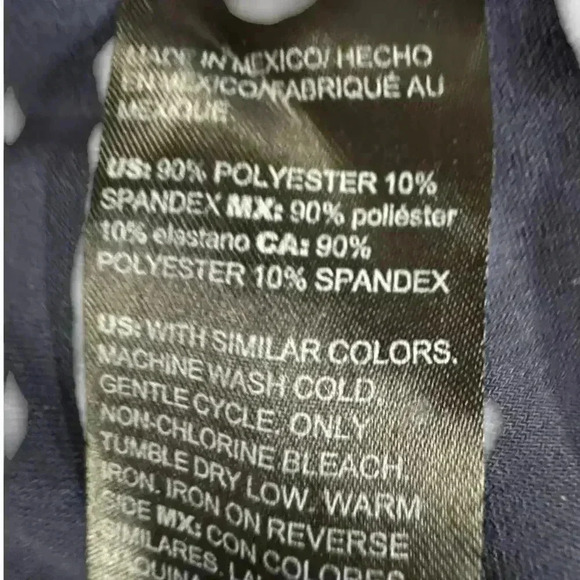 MADE IN MEXICO/ HECHO
EN MEXICO/FABRIQUÉ AU
MEXIQUE
US: 90% POLYESTER 10%
SPANDEX MX: 90% poliéster
10% elastano CA: 90%
POLYESTER 10% SPANDEX
US: WITH SIMILAR COLORS.
MACHINE WASH COLD.
GENTLE CYCLE. ONLY
NON-CHLORINE BLEACH.
TUMBLE DRY LOW. WARM
IRON. IRON ON REVERSE
SIDE MX: CON COLORES
SIMILARES.